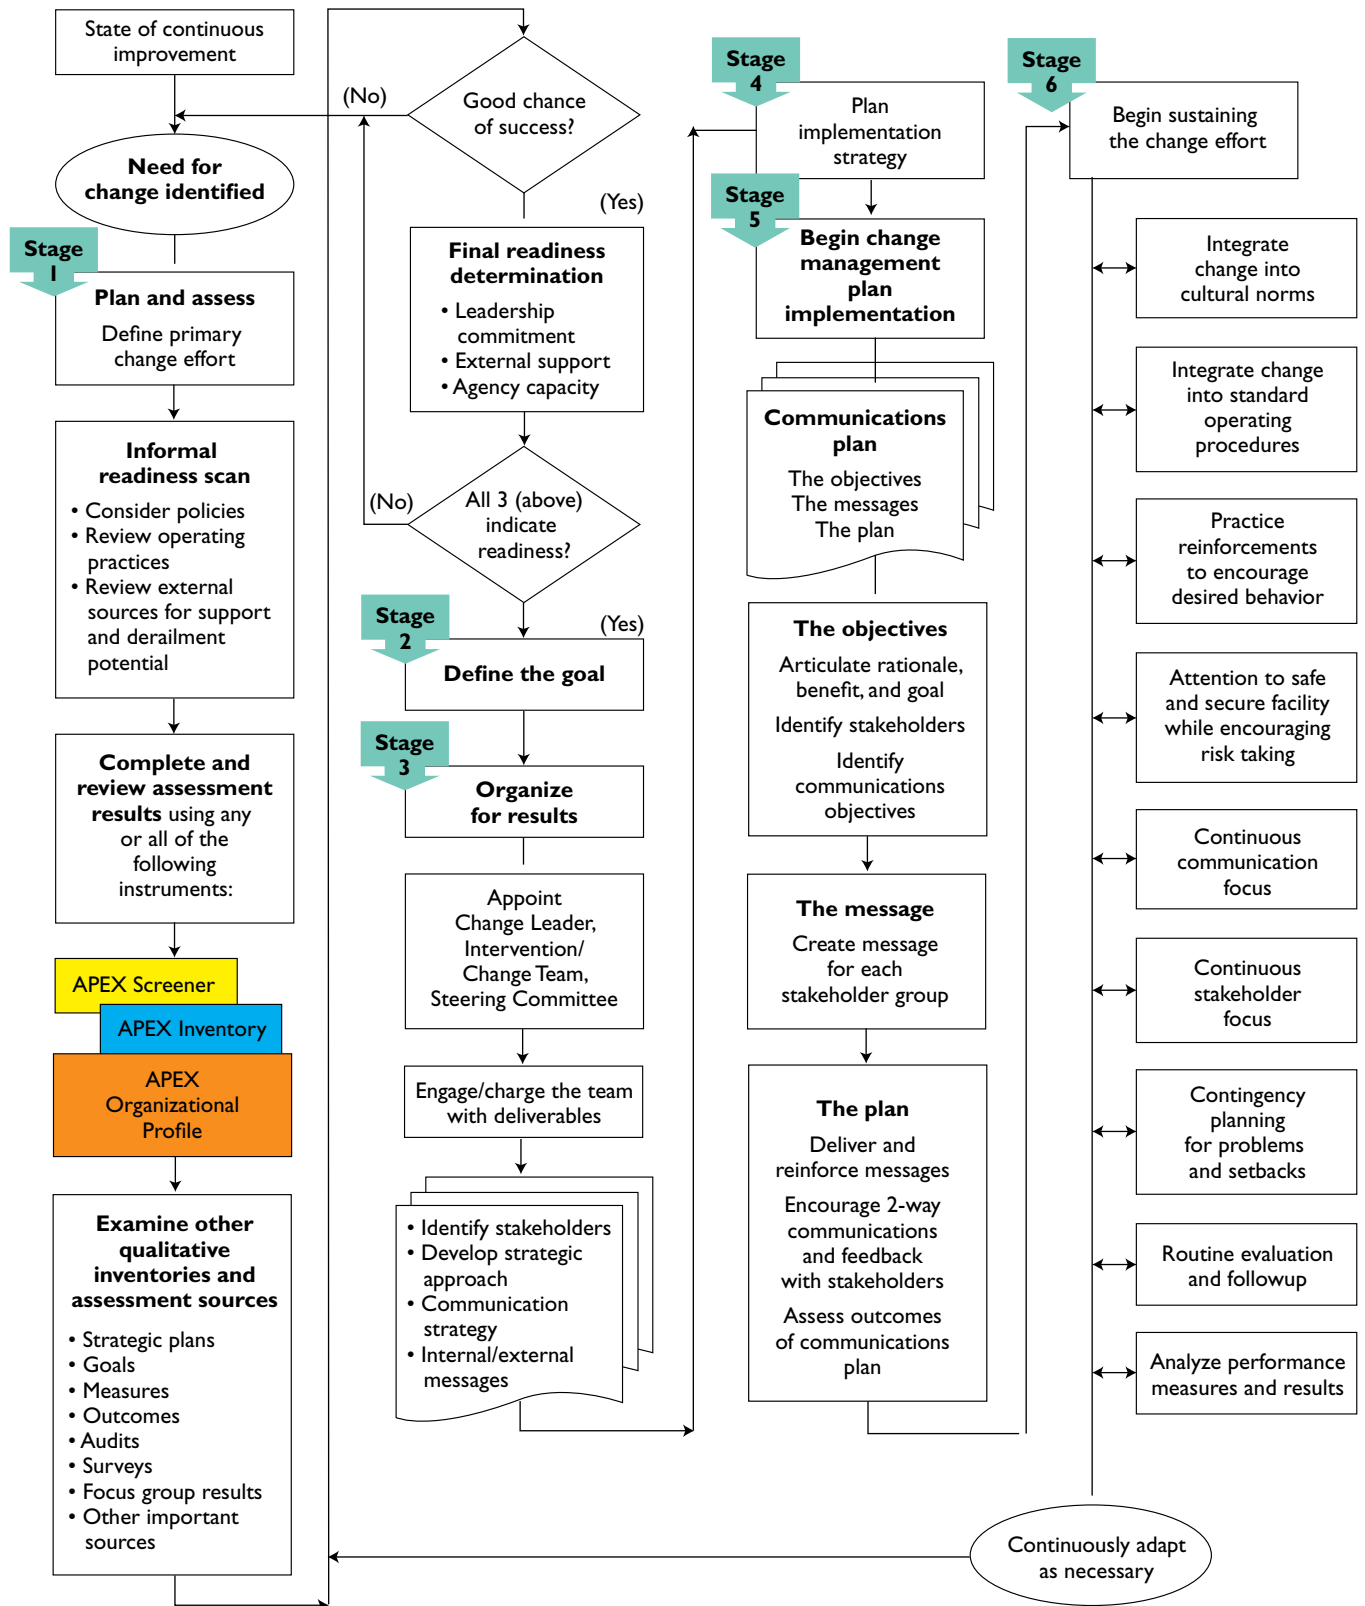 State of continuous
improvement
Need for
change identified
Stage
1
Plan and assess
Define primary
change effort
Informal
readiness scan
• Consider policies
• Review operating
practices
• Review external
sources for support
and derailment
potential
Complete and
review assessment
results using any
or all of the
following
instruments:
APEX Screener
APEX Inventory
APEX
Organizational
Profile
Examine other
qualitative
inventories and
assessment sources
• Strategic plans
• Goals
• Measures
• Outcomes
• Audits
• Surveys
• Focus group results
• Other important
sources
Good chance
of success?
(No)
(Yes)
Final readiness
determination
• Leadership
commitment
• External support
• Agency capacity
All 3 (above)
indicate
readiness?
(No)
(Yes)
Stage
2
Define the goal
Stage
3
Organize
for results
Appoint
Change Leader,
Intervention/
Change Team,
Steering Committee
Engage/charge the team
with deliverables
• Identify stakeholders
• Develop strategic
approach
• Communication
strategy
• Internal/external
messages
Stage
4
Plan
implementation
strategy
Stage
5
Begin change
management
plan
implementation
Communications
plan
The objectives
The messages
The plan
The objectives
Articulate rationale,
benefit, and goal
Identify stakeholders
Identify
communications
objectives
The message
Create message
for each
stakeholder group
The plan
Deliver and
reinforce messages
Encourage 2-way
communications
and feedback
with stakeholders
Assess outcomes
of communications
plan
Stage
6
Begin sustaining
the change effort
Integrate
change into
cultural norms
Integrate change
into standard
operating
procedures
Practice
reinforcements
to encourage
desired behavior
Attention to safe
and secure facility
while encouraging
risk taking
Continuous
communication
focus
Continuous
stakeholder
focus
Contingency
planning
for problems
and setbacks
Routine evaluation
and followup
Analyze performance
measures and results
Continuously adapt
as necessary